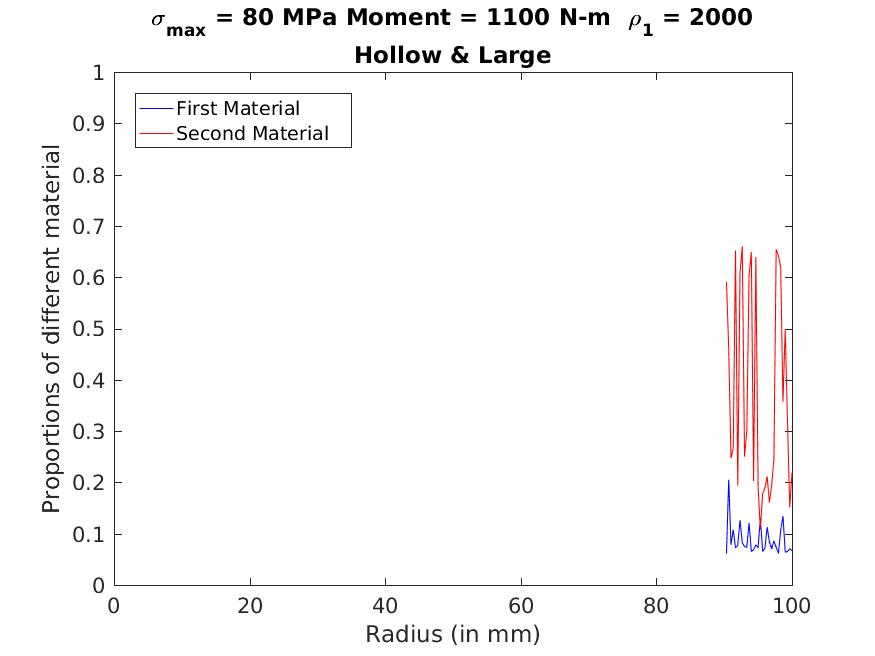 σmax = 80 MPa Moment = 1100 N-m ρ1 = 2000
Hollow & Large
First Material
Second Material
Proportions of different material
1
0.9
0.8
0.7
0.6
0.5
0.4
0.3
0.2
0.1
0
0 20 40 60 80 100
Radius (in mm)